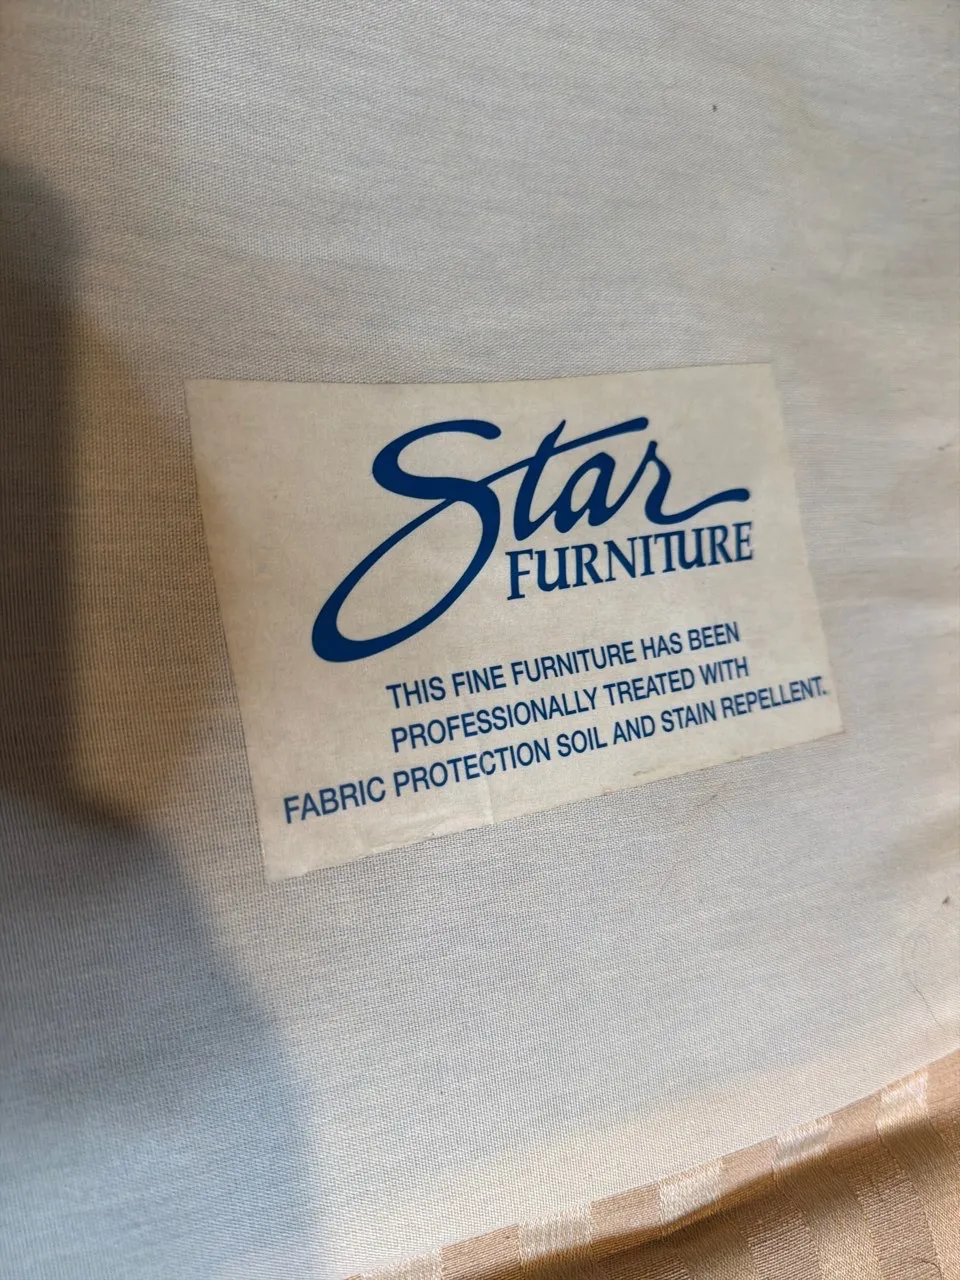 Star
FURNITURE
THIS FINE FURNITURE HAS BEEN
PROFESSIONALLY TREATED WITH
FABRIC PROTECTION SOIL AND STAIN REPELLENT.